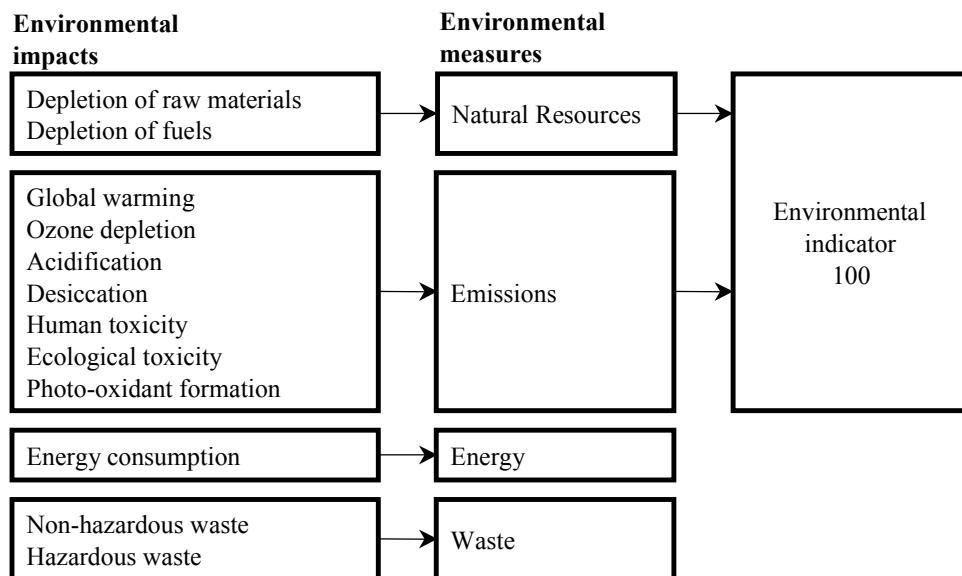 Environmental
impacts
Environmental
measures
Depletion of raw materials
Depletion of fuels
Natural Resources
Global warming
Ozone depletion
Acidification
Desiccation
Human toxicity
Ecological toxicity
Photo-oxidant formation
Emissions
Environmental
indicator
100
Energy consumption
Energy
Non-hazardous waste
Hazardous waste
Waste